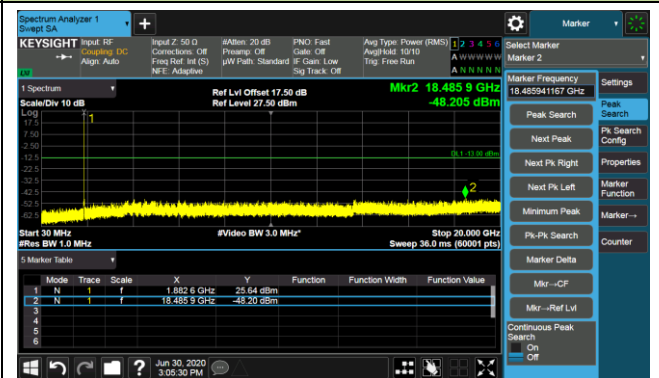 Spectrum Analyzer 1
Swept SA
Marker
KEYSIGHT
Input: RF
Coupling: DC
Align: Auto
Input Z: 50 Ω
Corrections: Off
Freq Ref: Int (S)
NFE: Adaptive
#Atten: 20 dB
Preamp: Off
µW Path: Standard
PNO: Fast
Gate: Off
IF Gain: Low
Sig Track: Off
Avg Type: Power (RMS)
Avg|Hold: 10/10
Trig: Free Run
1 2 3 4 5 6
A W W W W W
A N N N N N
Select Marker
Marker 2
1 Spectrum
Scale/Div 10 dB
Ref Lvl Offset 17.50 dB
Ref Level 27.50 dBm
Mkr2 18.485 9 GHz
-48.205 dBm
Log
17.5
7.50
-2.50
-12.5
-22.5
-32.5
-42.5
-52.5
-62.5
1
DL1 -13.00 dBm
2
Start 30 MHz
#Res BW 1.0 MHz
#Video BW 3.0 MHz*
Stop 20.000 GHz
Sweep 36.0 ms (60001 pts)
5 Marker Table
Mode Trace Scale X Y Function Function Width Function Value
1 N 1 f 1.882 6 GHz 25.64 dBm
2 N 1 f 18.485 9 GHz -48.20 dBm
3
4
5
6
Marker Frequency
18.485941167 GHz
Peak Search
Next Peak
Next Pk Right
Next Pk Left
Minimum Peak
Pk-Pk Search
Marker Delta
Mkr→CF
Mkr→Ref Lvl
Continuous Peak
Search
On
Off
Settings
Peak
Search
Pk Search
Config
Properties
Marker
Function
Marker→
Counter
?
Jun 30, 2020
3:05:30 PM